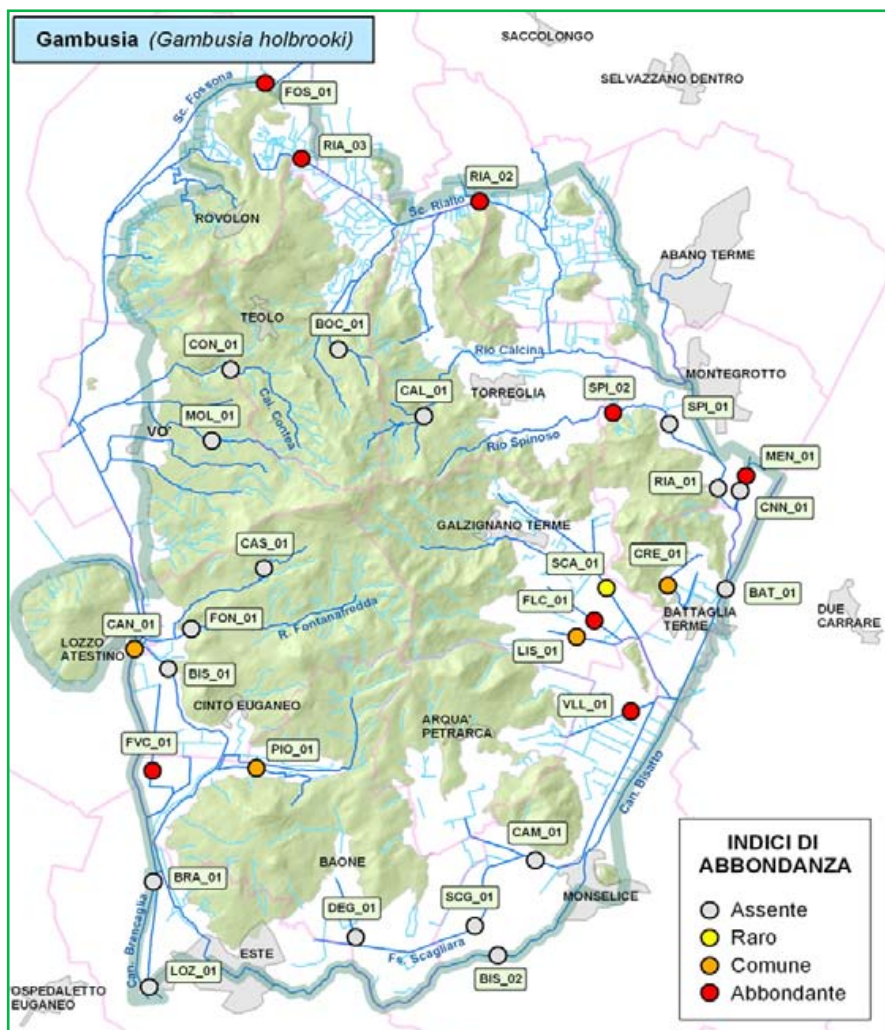 Gambusia (Gambusia holbrooki)
SACCOLONGO
SELVAZZANO DENTRO
Sc. Fossona
FOS_01
RIA_03
RIA_02
Sc. Rialto
ROVOLON
ABANO TERME
TEOLO
BOC_01
CON_01
Rio Calcina
MONTEGROTTO
CAL_01
TORREGLIA
SPI_02
SPI_01
MOL_01
Cal. Contea
VO'
Rio Spinoso
MEN_01
RIA_01
CNN_01
GALZIGNANO TERME
CAS_01
SCA_01
CRE_01
FLC_01
BAT_01
BATTAGLIA
TERME
DUE
CARRARE
CAN_01
FON_01
R. Fontanafredda
LOZZO
ATESTINO
LIS_01
BIS_01
CINTO EUGANEO
VLL_01
ARQUA'
PETRARCA
FVC_01
PIO_01
Can. Bisatto
CAM_01
BAONE
MONSELICE
BRA_01
DEG_01
SCG_01
Can. Brancaglia
Fs. Scagliara
ESTE
LOZ_01
BIS_02
OSPEDALETTO
EUGANEO
INDICI DI
ABBONDANZA
Assente
Raro
Comune
Abbondante